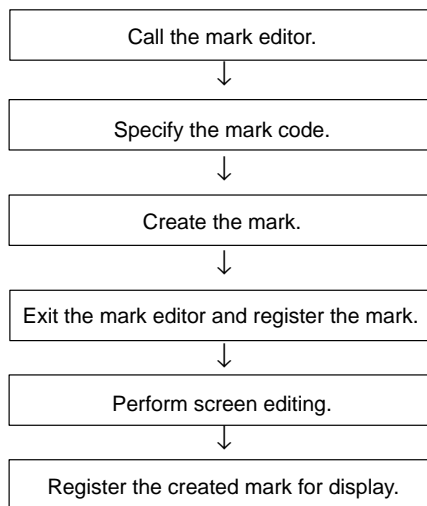 Call the mark editor.
Specify the mark code.
Create the mark.
Exit the mark editor and register the mark.
Perform screen editing.
Register the created mark for display.